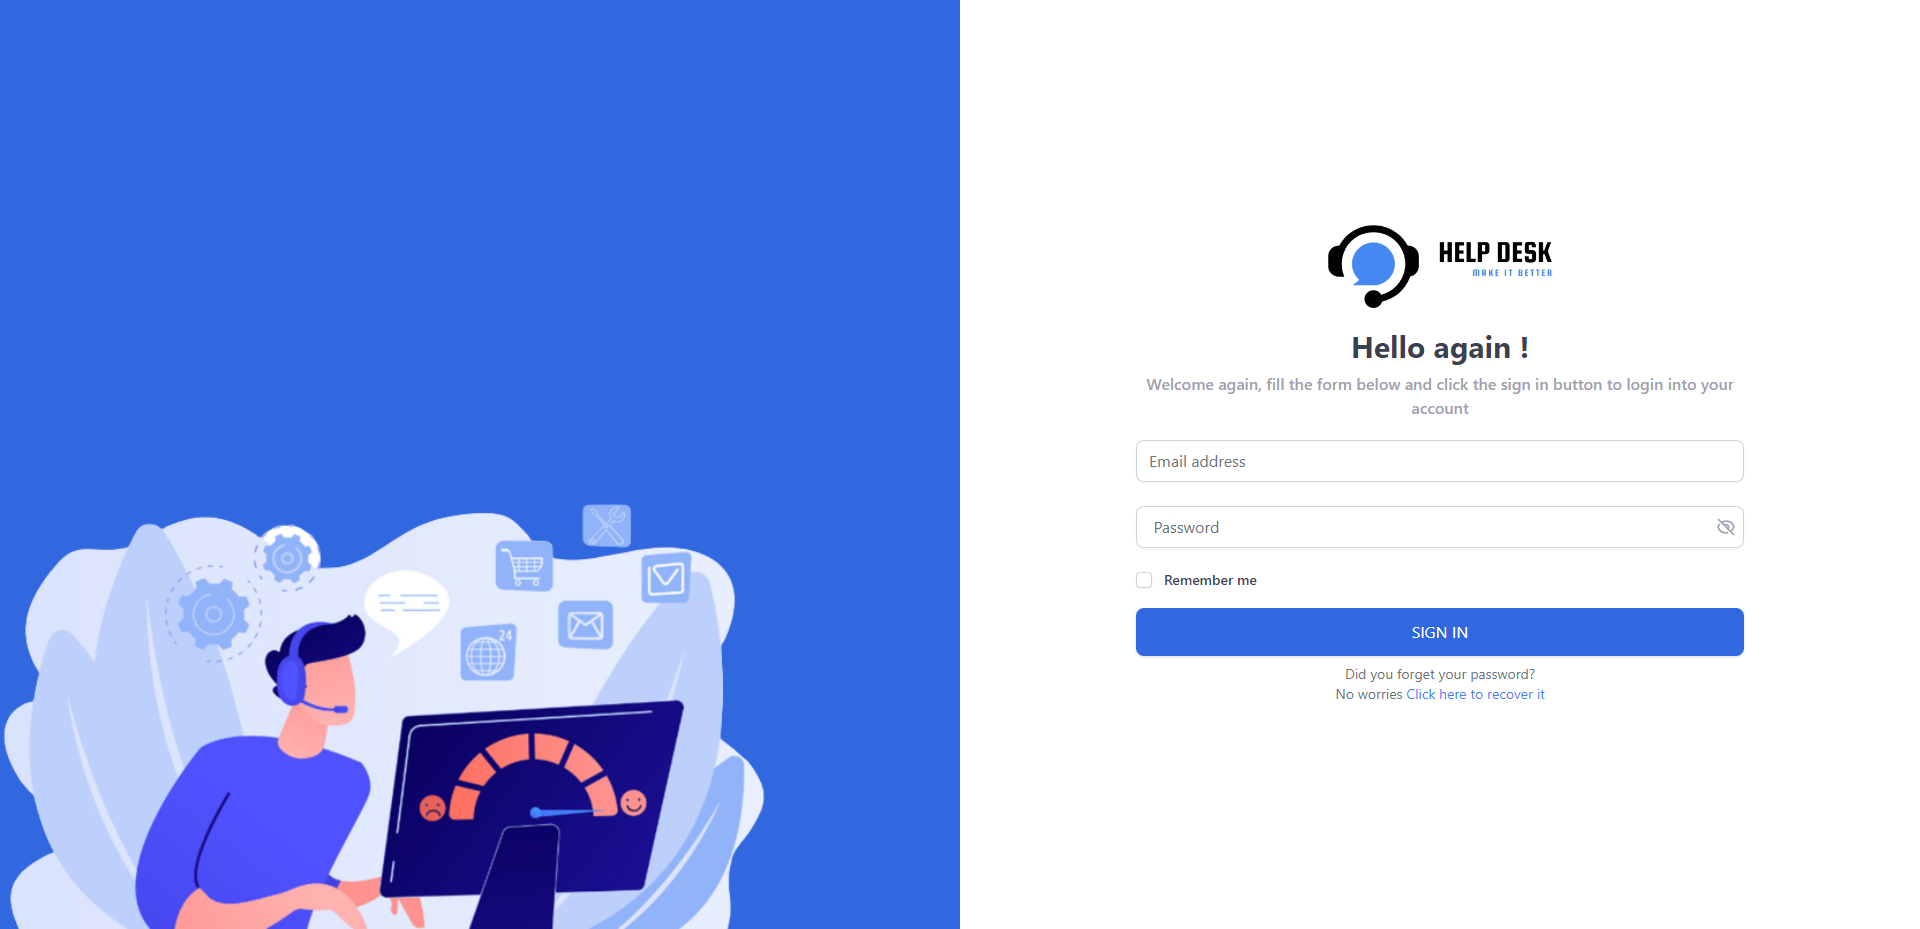 24
HELP DESK
MAKE IT BETTER
Hello again !
Welcome again, fill the form below and click the sign in button to login into your
account
Email address
Password
Remember me
SIGN IN
Did you forget your password?
No worries Click here to recover it